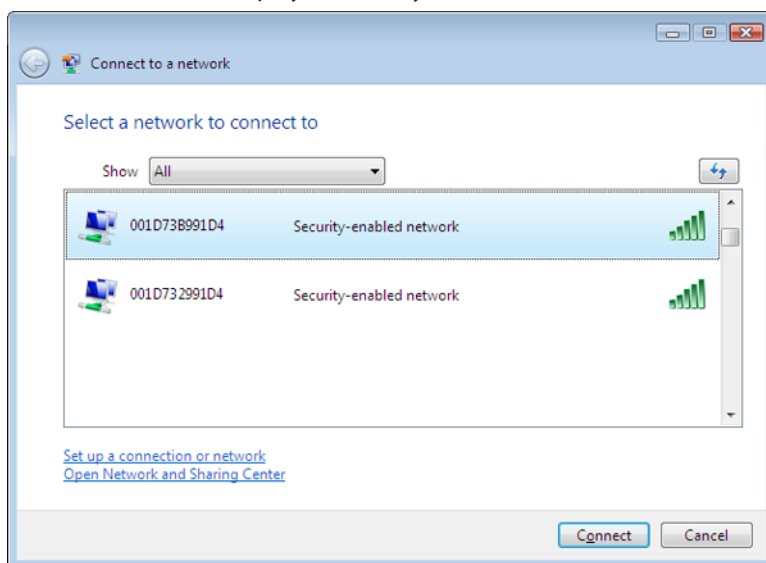 Connect to a network
Select a network to connect to
Show All
001D73B991D4 Security-enabled network
001D732991D4 Security-enabled network
Set up a connection or network
Open Network and Sharing Center
Connect Cancel